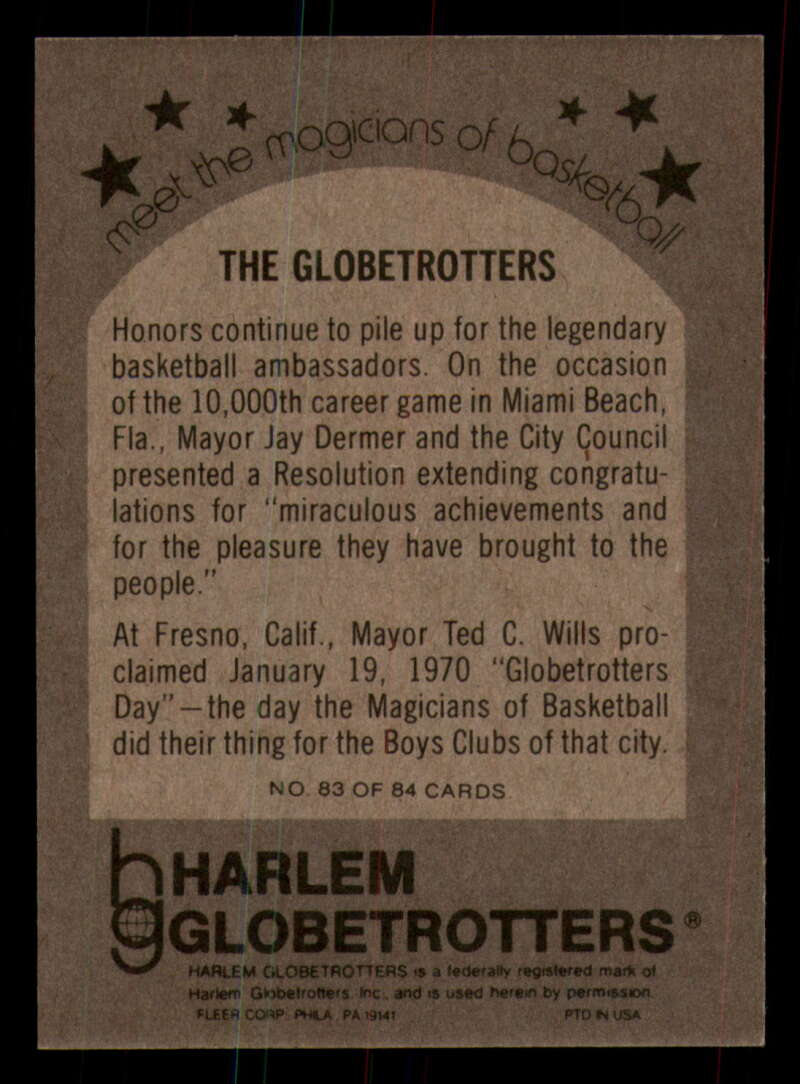 meet the magicians of basketball
THE GLOBETROTTERS
Honors continue to pile up for the legendary
basketball ambassadors. On the occasion
of the 10,000th career game in Miami Beach,
Fla., Mayor Jay Dermer and the City Council
presented a Resolution extending congratu-
lations for "miraculous achievements and
for the pleasure they have brought to the
people."
At Fresno, Calif., Mayor Ted C. Wills pro-
claimed January 19, 1970 "Globetrotters
Day"—the day the Magicians of Basketball
did their thing for the Boys Clubs of that city.
NO. 83 OF 84 CARDS
hg HARLEM
GLOBETROTTERS®
HARLEM GLOBETROTTERS is a federally registered mark of
Harlem Globetrotters, Inc., and is used herein by permission.
FLEER CORP. PHILA., PA 19141 PTD IN USA